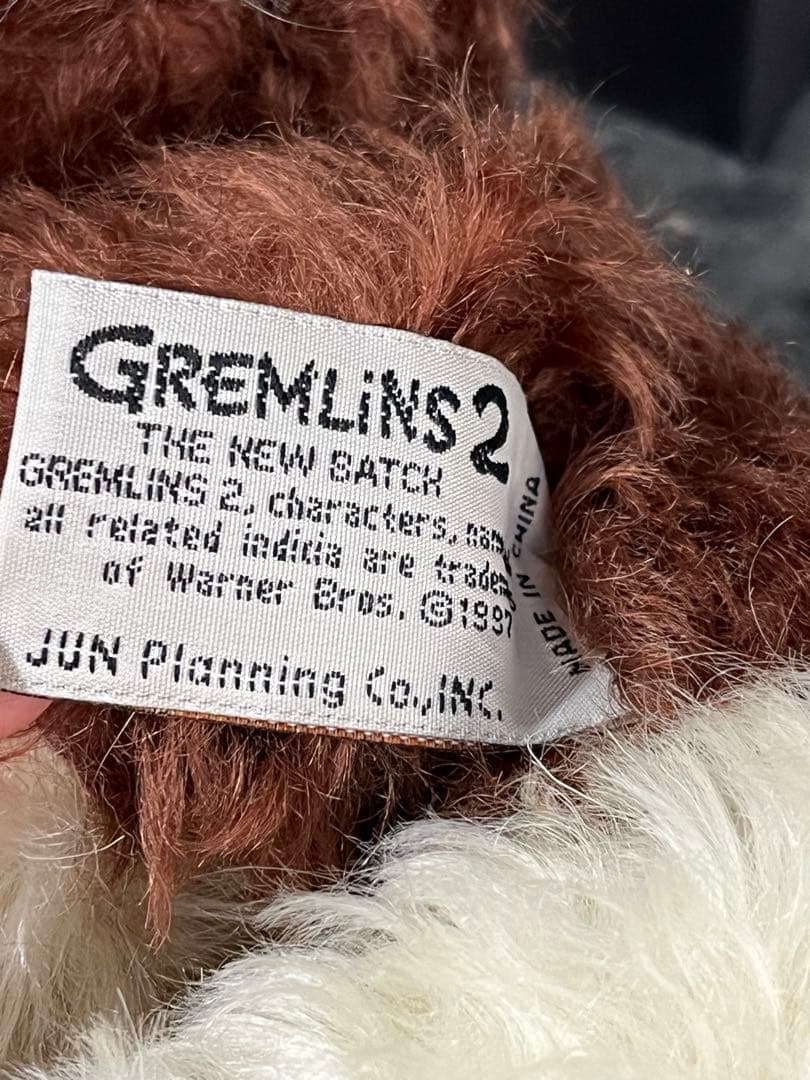 GREMLiNS 2
THE NEW BATCH
GREMLINS 2, characters,
all related indicia are
of Warner Bros. ©1997
JUN Planning Co.,INC.
MADE IN CHINA